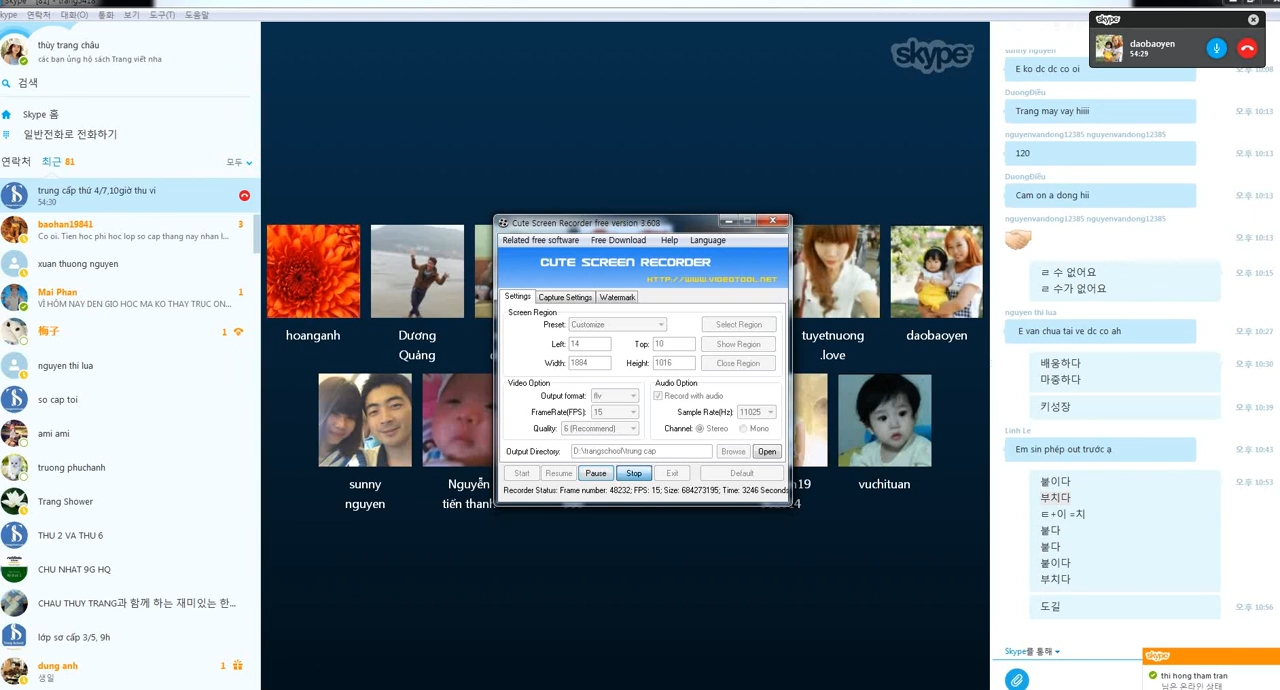 Skype
kype 연락처 대화(O) 통화 보기 도구(T) 도움말
thùy trang châu
các bạn ủng hộ sách Trang viết nha
검색
Skype 홈
일반전화로 전화하기
연락처 최근 81 모두
trung cấp thứ 4/7,10giờ thu vi
54:30
baohan19841 3
Co oi. Tien hoc phi hoc lop so cap thang nay nhan l...
xuan thuong nguyen
Mai Phan 1
VÌ HÔM NAY DEN GIO HOC MA KO THAY TRUC ON...
梅子 1
nguyen thi lua
so cap toi
ami ami
truong phuchanh
Trang Shower
THU 2 VA THU 6
CHU NHAT 9G HQ
CHAU THUY TRANG과 함께 하는 재미있는 한...
lớp sơ cấp 3/5, 9h
dung anh 1
생일
skype
hoanganh
Dương
Quảng
tuyetnuong
.love
daobaoyen
sunny
nguyen
Nguyễn
tiến thanh
vuchituan
Cute Screen Recorder free version 3.608
Related free software Free Download Help Language
CUTE SCREEN RECORDER
HTTP://WWW.VIDEOTOOL.NET
Settings Capture Settings Watermark
Screen Region
Preset: Customize Select Region
Left: 14 Top: 10 Show Region
Width: 1884 Height: 1016 Close Region
Video Option Audio Option
Output format: flv Record with audio
FrameRate(FPS): 15 Sample Rate(Hz): 11025
Quality: 6 (Recommend) Channel: Stereo Mono
Output Directory: D:\trangschool\trung cap Browse Open
Start Resume Pause Stop Exit Default
Recorder Status: Frame number: 48232; FPS: 15; Size: 684273195; Time: 3246 Seconds
skype
daobaoyen
54:29
sunny nguyen
E ko dc dc co oi
DuongĐiều
Trang may vay hiiii 오후 10:13
nguyenvandong12385 nguyenvandong12385
120 오후 10:13
DuongĐiều
Cam on a dong hii 오후 10:13
nguyenvandong12385 nguyenvandong12385
오후 10:13
ㄹ 수 없어요 오후 10:15
ㄹ 수가 없어요
nguyen thi lua
E van chua tai ve dc co ah 오후 10:27
배웅하다 오후 10:30
마중하다
키성장 오후 10:39
Linh Le
Em sin phép out trước ạ 오후 10:43
붙이다 오후 10:53
부치다
ㅌ+이 =치
붙다
붙다
붙이다
부치다
도길 오후 10:56
Skype를 통해
skype
thi hong tham tran
님은 온라인 상태